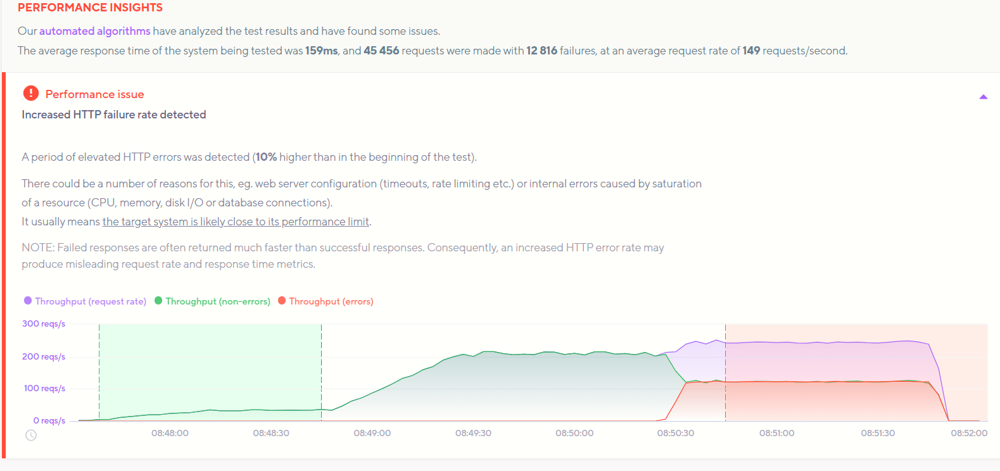 PERFORMANCE INSIGHTS
Our automated algorithms have analyzed the test results and have found some issues.
The average response time of the system being tested was 159ms, and 45 456 requests were made with 12 816 failures, at an average request rate of 149 requests/second.
Performance issue
Increased HTTP failure rate detected
A period of elevated HTTP errors was detected (10% higher than in the beginning of the test).
There could be a number of reasons for this, eg. web server configuration (timeouts, rate limiting etc.) or internal errors caused by saturation
of a resource (CPU, memory, disk I/O or database connections).
It usually means the target system is likely close to its performance limit.
NOTE: Failed responses are often returned much faster than successful responses. Consequently, an increased HTTP error rate may
produce misleading request rate and response time metrics.
Throughput (request rate) Throughput (non-errors) Throughput (errors)
300 reqs/s
200 reqs/s
100 reqs/s
0 reqs/s
08:48:00 08:48:30 08:49:00 08:49:30 08:50:00 08:50:30 08:51:00 08:51:30 08:52:00